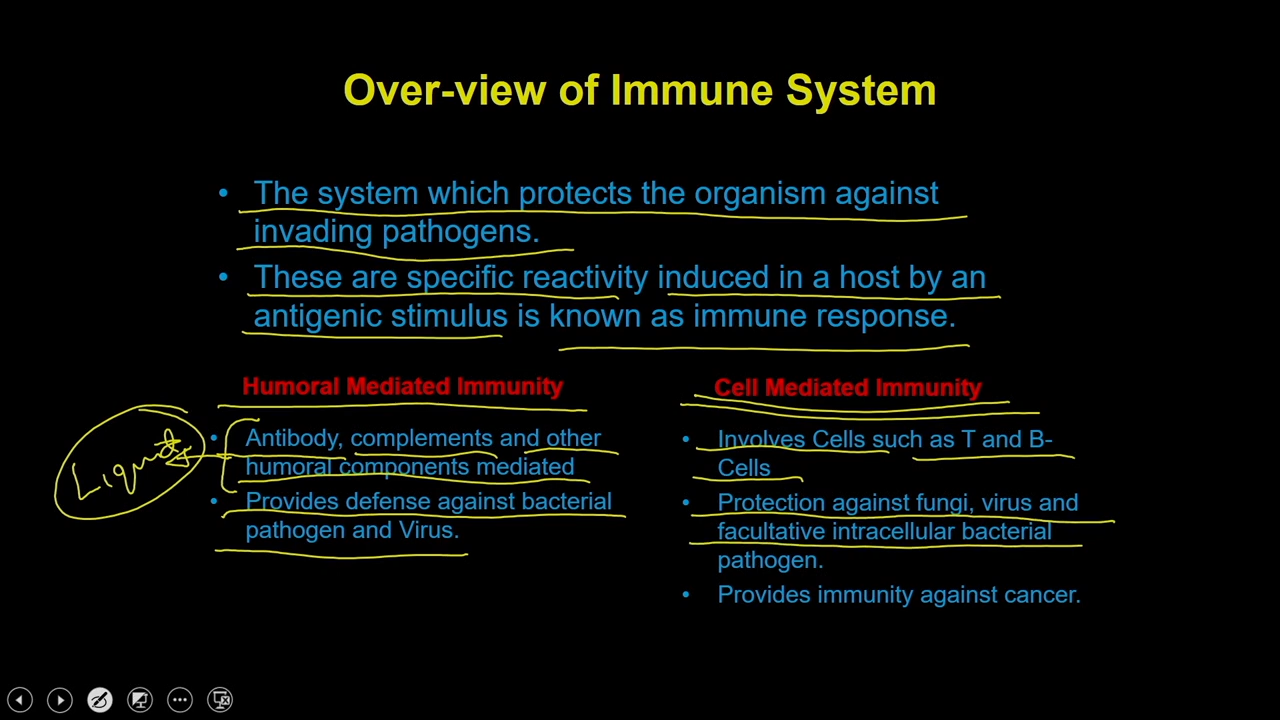 Over-view of Immune System
• The system which protects the organism against
invading pathogens.
• These are specific reactivity induced in a host by an
antigenic stimulus is known as immune response.
Humoral Mediated Immunity
• Antibody, complements and other
humoral components mediated
• Provides defense against bacterial
pathogen and Virus.
Liquid
Cell Mediated Immunity
• Involves Cells such as T and B-
Cells
• Protection against fungi, virus and
facultative intracellular bacterial
pathogen.
• Provides immunity against cancer.